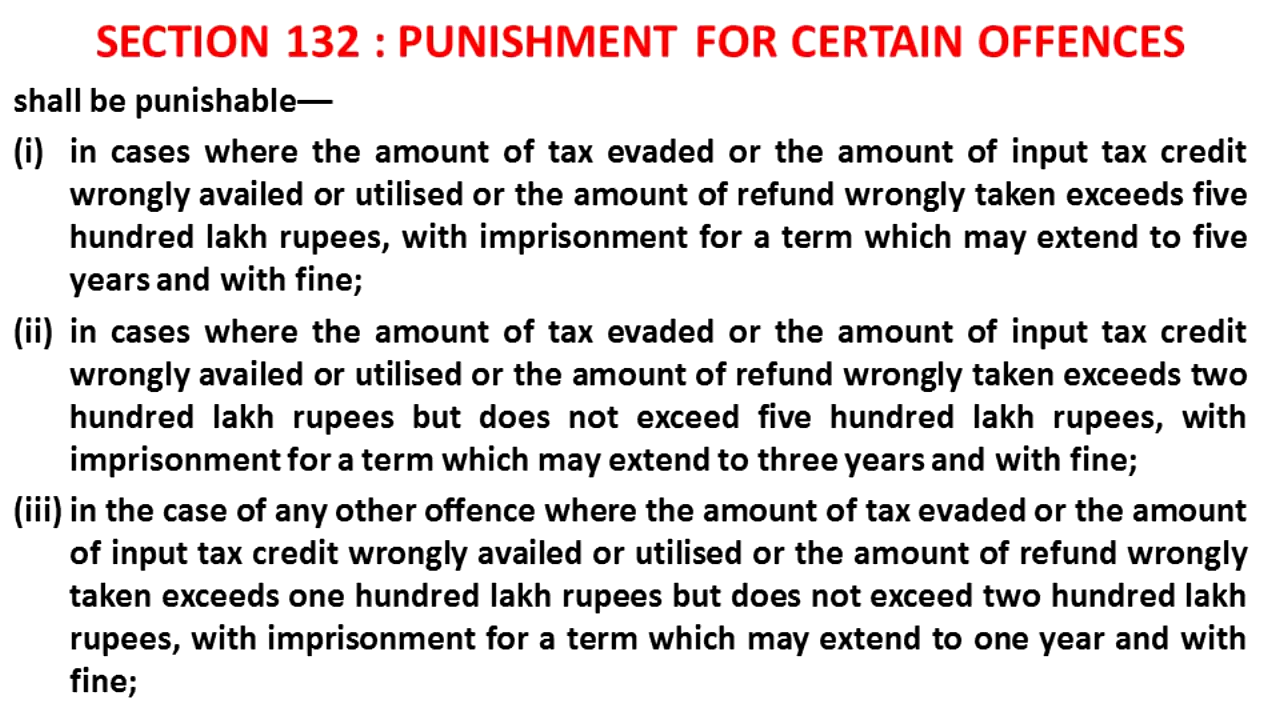 SECTION 132 : PUNISHMENT FOR CERTAIN OFFENCES
shall be punishable—
(i) in cases where the amount of tax evaded or the amount of input tax credit
wrongly availed or utilised or the amount of refund wrongly taken exceeds five
hundred lakh rupees, with imprisonment for a term which may extend to five
years and with fine;
(ii) in cases where the amount of tax evaded or the amount of input tax credit
wrongly availed or utilised or the amount of refund wrongly taken exceeds two
hundred lakh rupees but does not exceed five hundred lakh rupees, with
imprisonment for a term which may extend to three years and with fine;
(iii) in the case of any other offence where the amount of tax evaded or the amount
of input tax credit wrongly availed or utilised or the amount of refund wrongly
taken exceeds one hundred lakh rupees but does not exceed two hundred lakh
rupees, with imprisonment for a term which may extend to one year and with
fine;